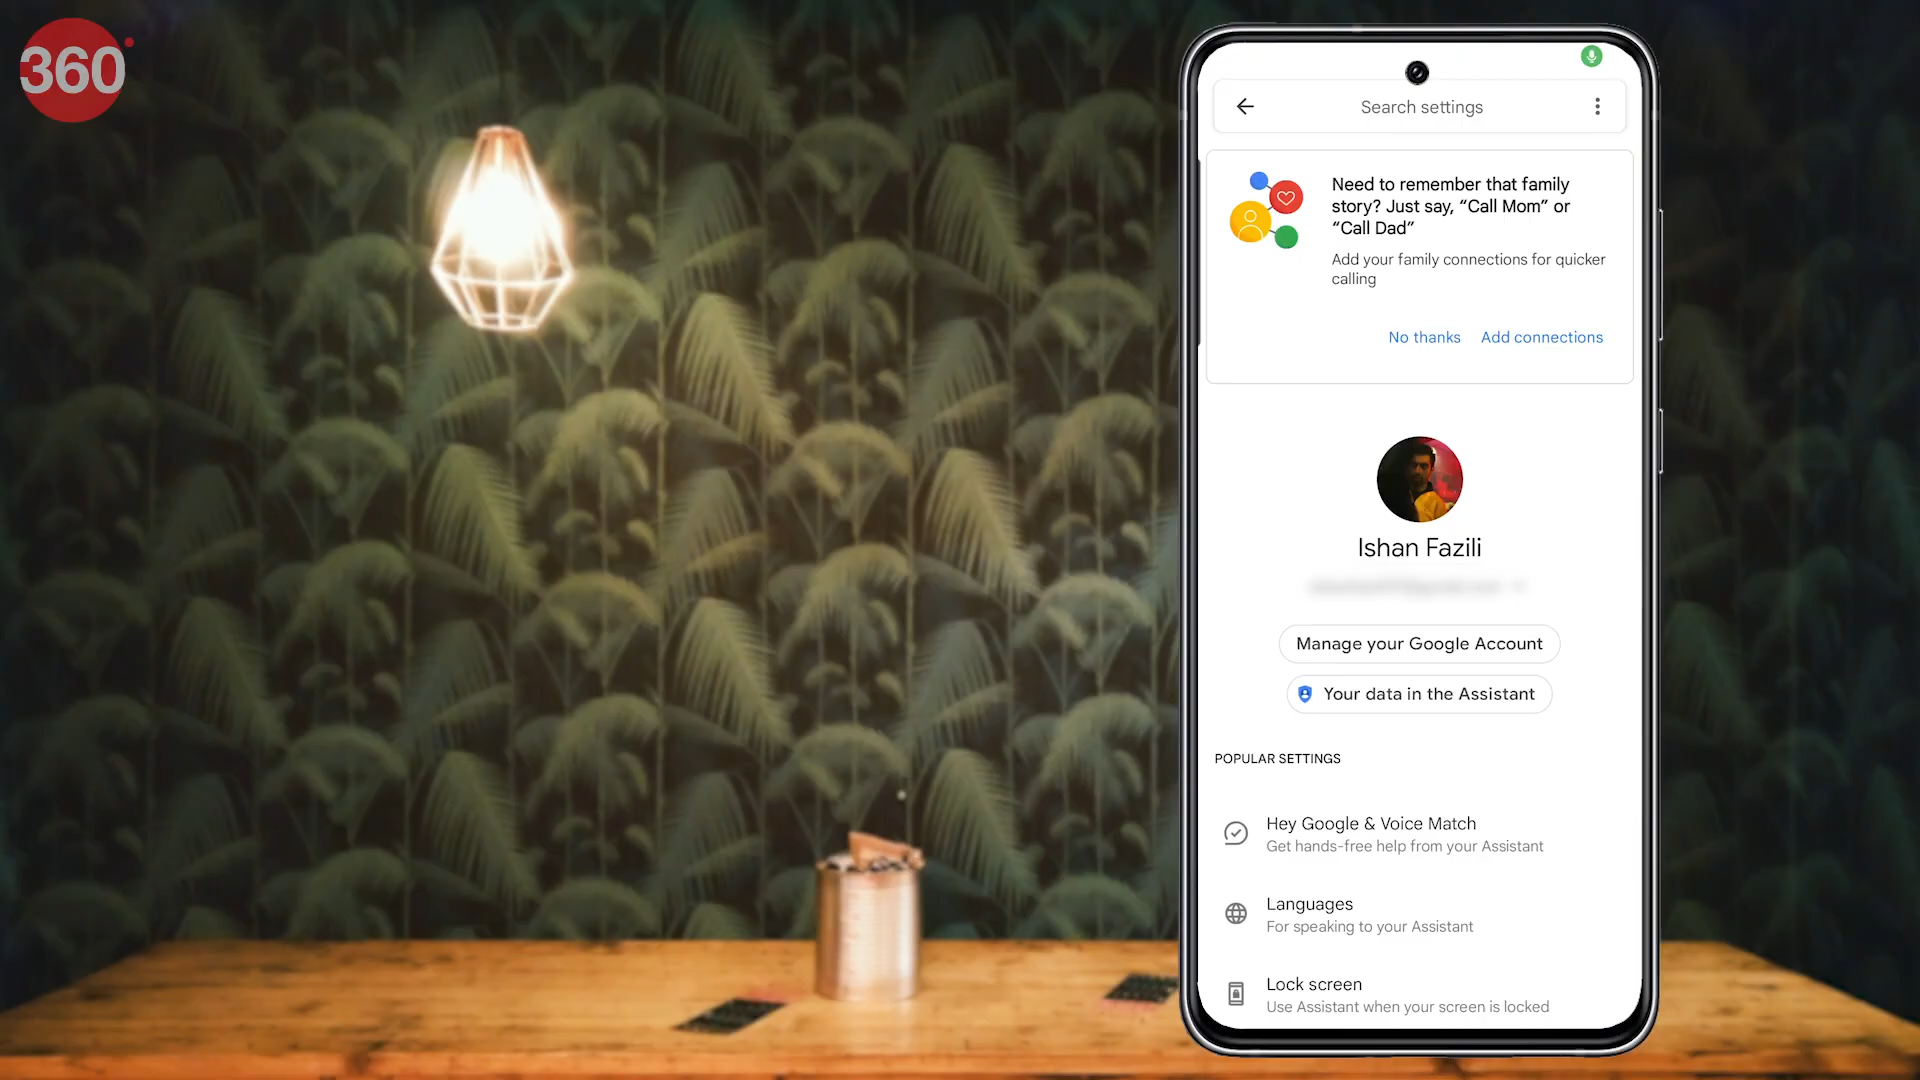 360
Search settings
Need to remember that family
story? Just say, “Call Mom” or
“Call Dad”
Add your family connections for quicker
calling
No thanks Add connections
Ishan Fazili
Manage your Google Account
Your data in the Assistant
POPULAR SETTINGS
Hey Google & Voice Match
Get hands-free help from your Assistant
Languages
For speaking to your Assistant
Lock screen
Use Assistant when your screen is locked